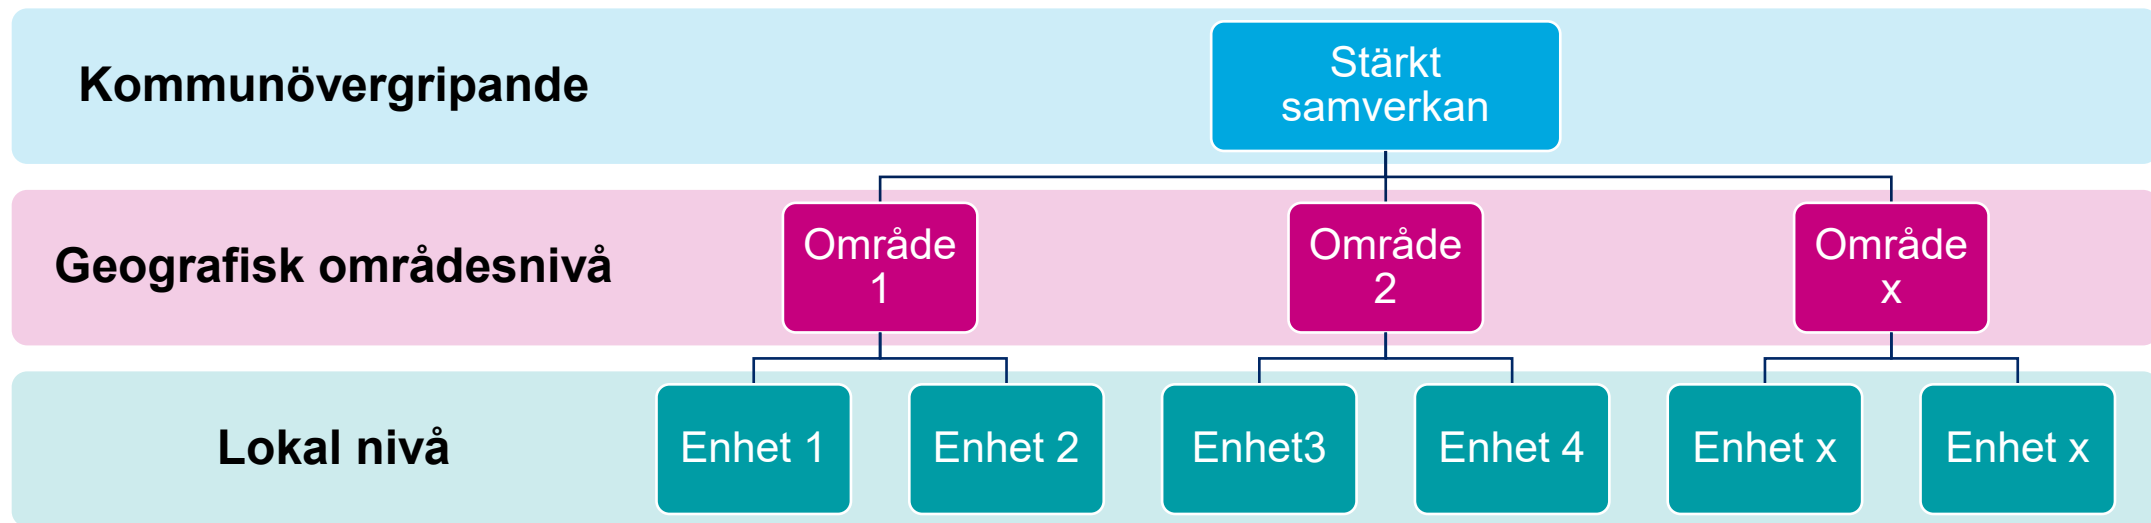 Kommunövergripande
Stärkt
samverkan
Geografisk områdesnivå
Område
1
Område
2
Område
x
Lokal nivå
Enhet 1
Enhet 2
Enhet3
Enhet 4
Enhet x
Enhet x